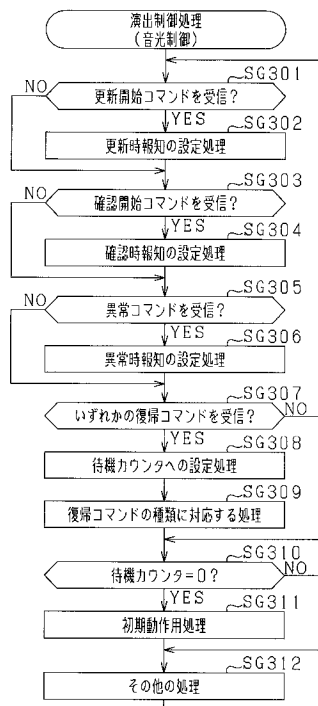 演出制御処理
(音光制御)
SG301
NO
更新開始コマンドを受信?
YES
SG302
更新時報知の設定処理
SG303
NO
確認開始コマンドを受信?
YES
SG304
確認時報知の設定処理
SG305
NO
異常コマンドを受信?
YES
SG306
異常時報知の設定処理
SG307
いずれかの復帰コマンドを受信?
NO
YES
SG308
待機カウンタへの設定処理
SG309
復帰コマンドの種類に対応する処理
SG310
待機カウンタ=0?
NO
YES
SG311
初期動作用処理
SG312
その他の処理